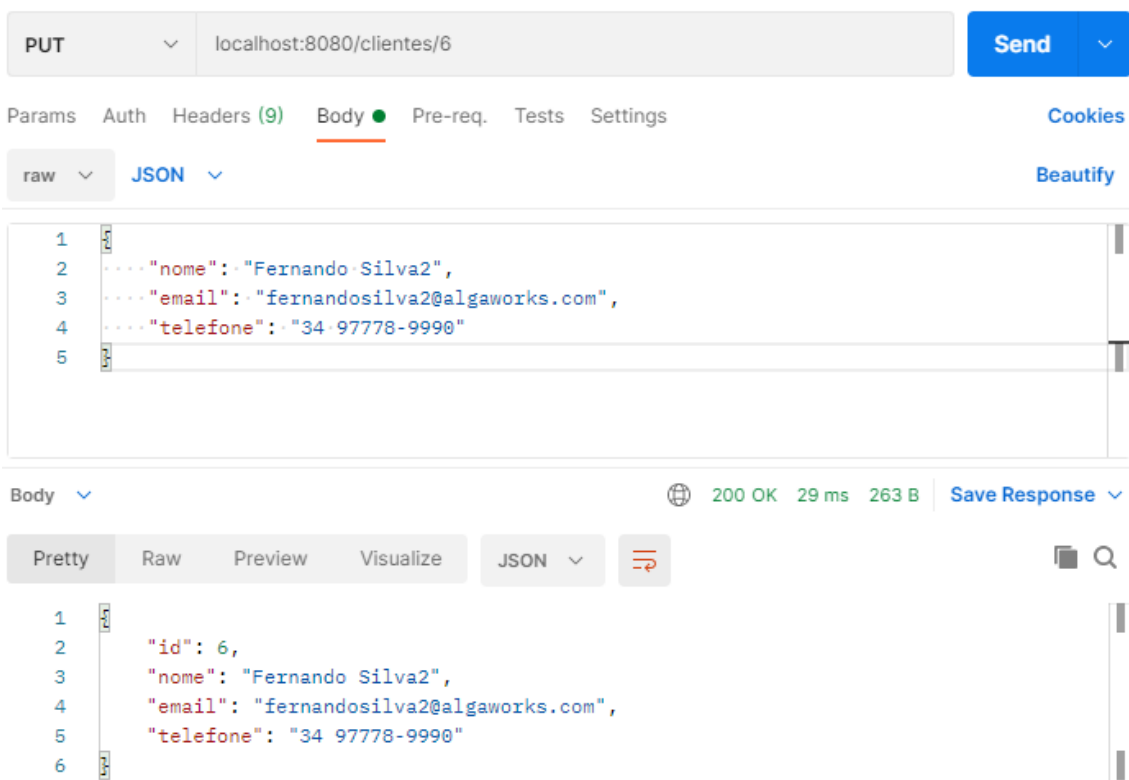 PUT localhost:8080/clientes/6 Send
Params Auth Headers (9) Body Pre-req. Tests Settings Cookies
raw JSON Beautify
1 {
2 ····"nome":·"Fernando·Silva2",
3 ····"email":·"fernandosilva2@algaworks.com",
4 ····"telefone":·"34·97778-9990"
5 }
Body 200 OK 29 ms 263 B Save Response
Pretty Raw Preview Visualize JSON
1 {
2 "id": 6,
3 "nome": "Fernando Silva2",
4 "email": "fernandosilva2@algaworks.com",
5 "telefone": "34 97778-9990"
6 }